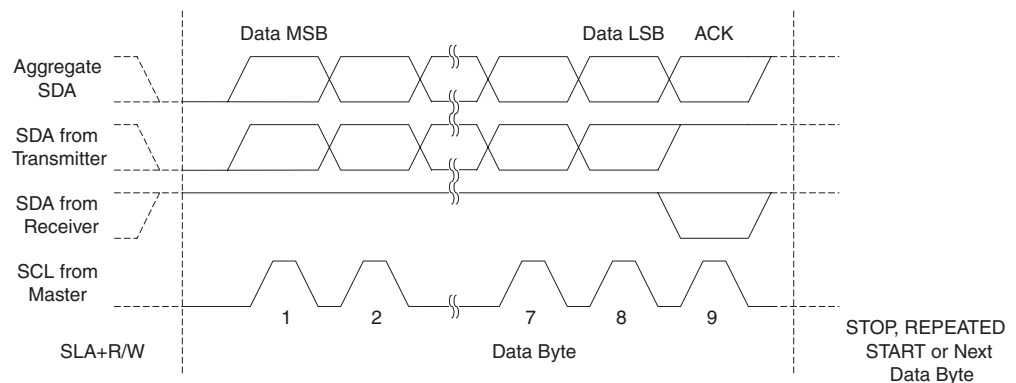 Data MSB
Data LSB
ACK
Aggregate
SDA
SDA from
Transmitter
SDA from
Receiver
SCL from
Master
1
2
7
8
9
SLA+R/W
Data Byte
STOP, REPEATED
START or Next
Data Byte